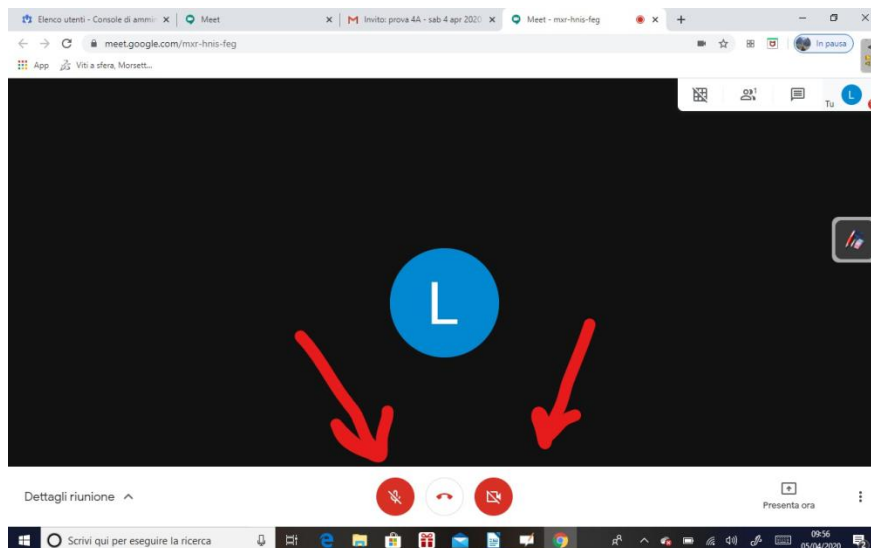 Elenco utenti - Console di ammin
Meet
Invito: prova 4A - sab 4 apr 2020
Meet - mxr-hnis-feg
meet.google.com/mxr-hnis-feg
In pausa
App
Viti a sfera, Morsett...
1
Tu
L
L
Dettagli riunione
Presenta ora
Scrivi qui per eseguire la ricerca
09:56
05/04/2020
2